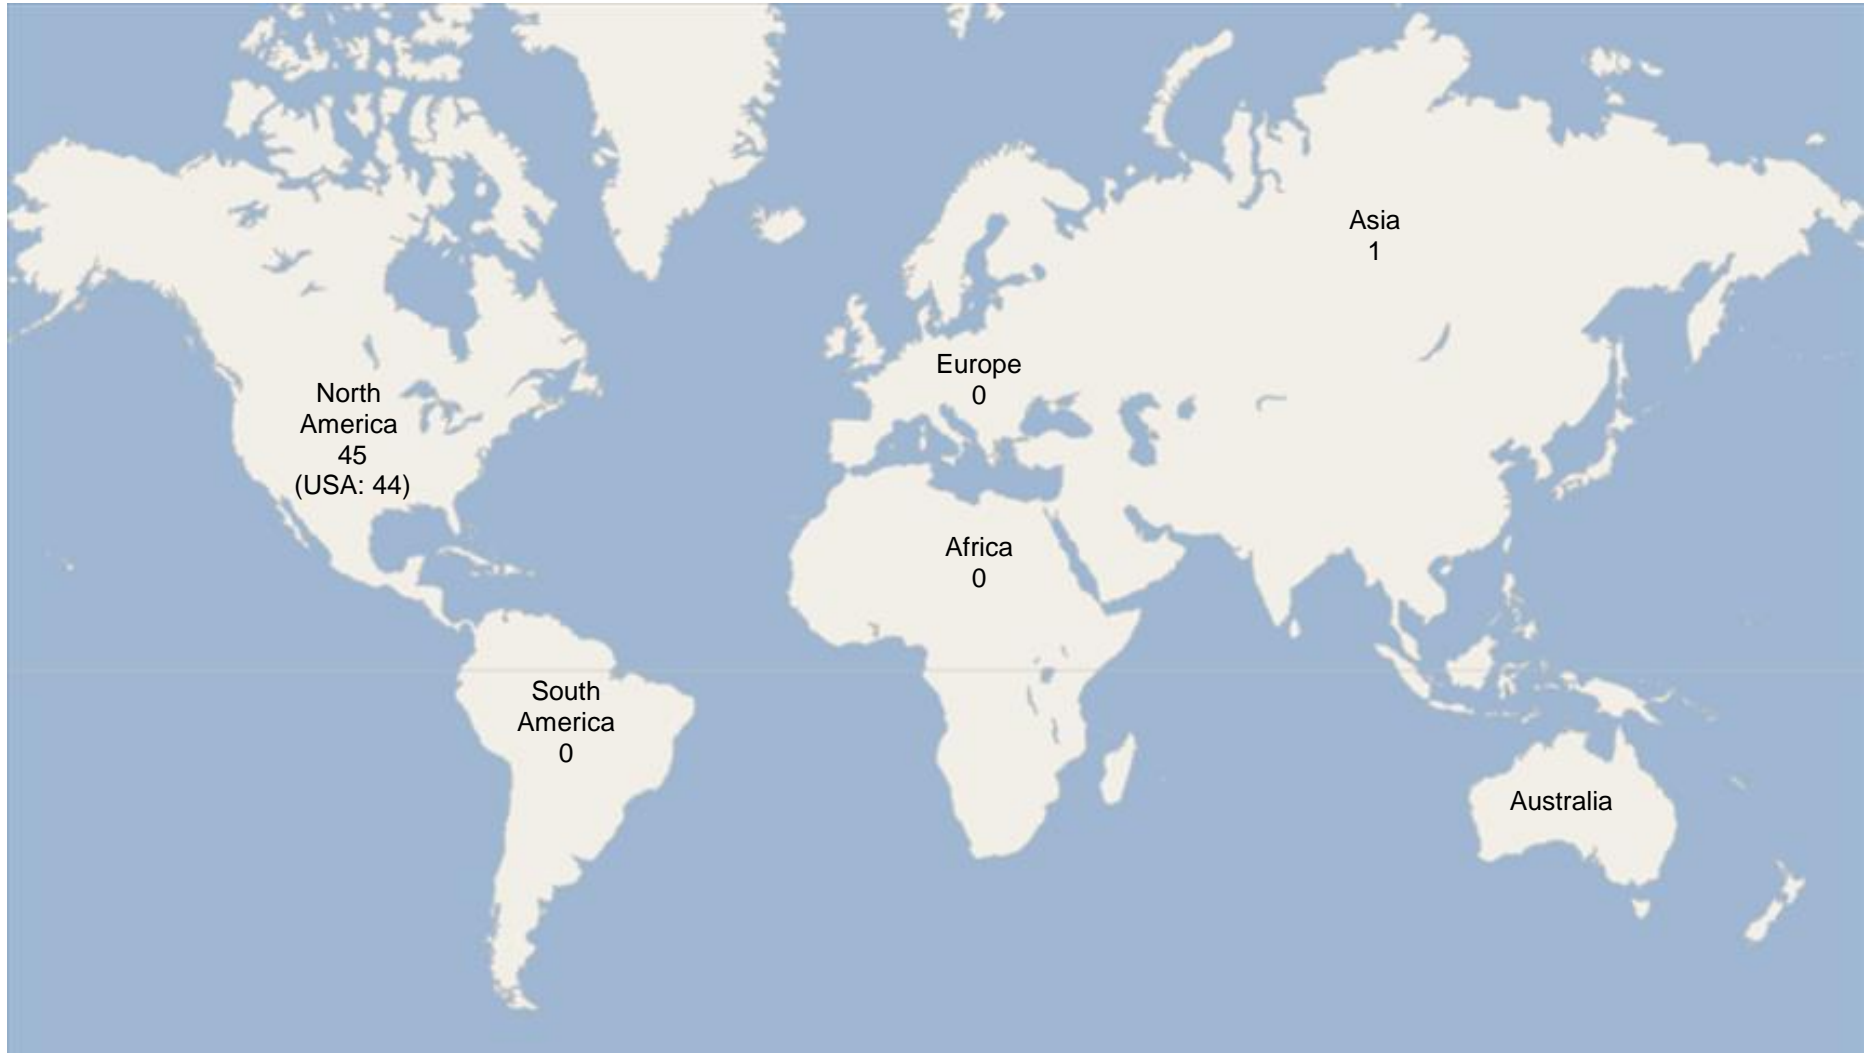 Asia
1
Europe
0
North
America
45
(USA: 44)
Africa
0
South
America
0
Australia